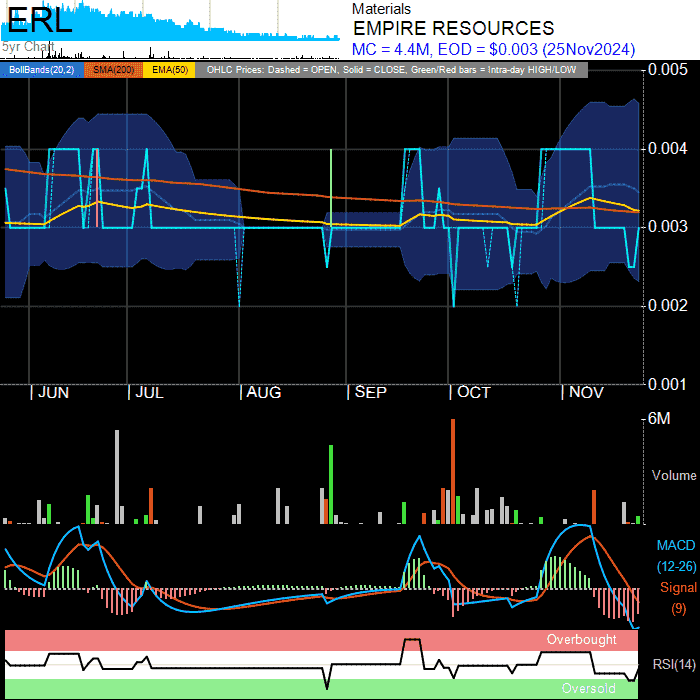 ERL
5yr Chart
Materials
EMPIRE RESOURCES
MC = 4.4M, EOD = $0.003 (25Nov2024)
BollBands(20,2) SMA(200) EMA(50) OHLC Prices: Dashed = OPEN, Solid = CLOSE, Green/Red bars = Intra-day HIGH/LOW
0.005
0.004
0.003
0.002
0.001
JUN JUL AUG SEP OCT NOV
6M
Volume
MACD
(12-26)
Signal
(9)
Overbought
RSI(14)
Oversold